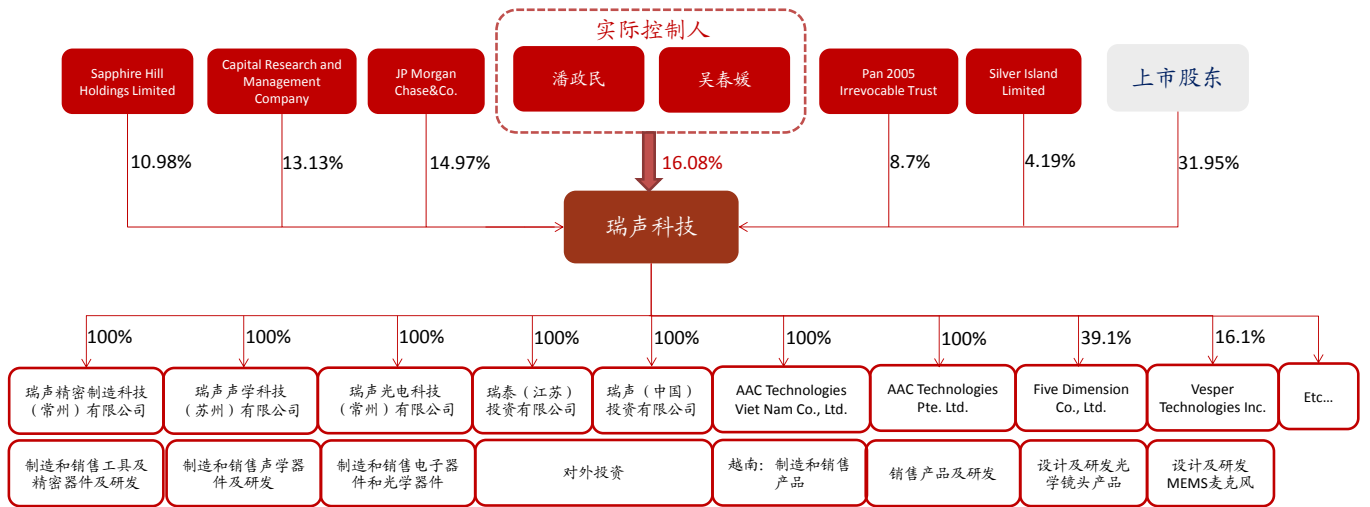 实际控制人
Sapphire Hill
Holdings Limited
Capital Research and
Management
Company
JP Morgan
Chase&Co.
潘政民
吴春媛
Pan 2005
Irrevocable Trust
Silver Island
Limited
上市股东
10.98%
13.13%
14.97%
16.08%
8.7%
4.19%
31.95%
瑞声科技
100%
100%
100%
100%
100%
100%
100%
39.1%
16.1%
瑞声精密制造科技
（常州）有限公司
瑞声声学科技
（苏州）有限公司
瑞声光电科技
（常州）有限公司
瑞泰（江苏）
投资有限公司
瑞声（中国）
投资有限公司
AAC Technologies
Viet Nam Co., Ltd.
AAC Technologies
Pte. Ltd.
Five Dimension
Co., Ltd.
Vesper
Technologies Inc.
Etc…
制造和销售工具及
精密器件及研发
制造和销售声学器
件及研发
制造和销售电子器
件和光学器件
对外投资
越南：制造和销售
产品
销售产品及研发
设计及研发光
学镜头产品
设计及研发
MEMS麦克风